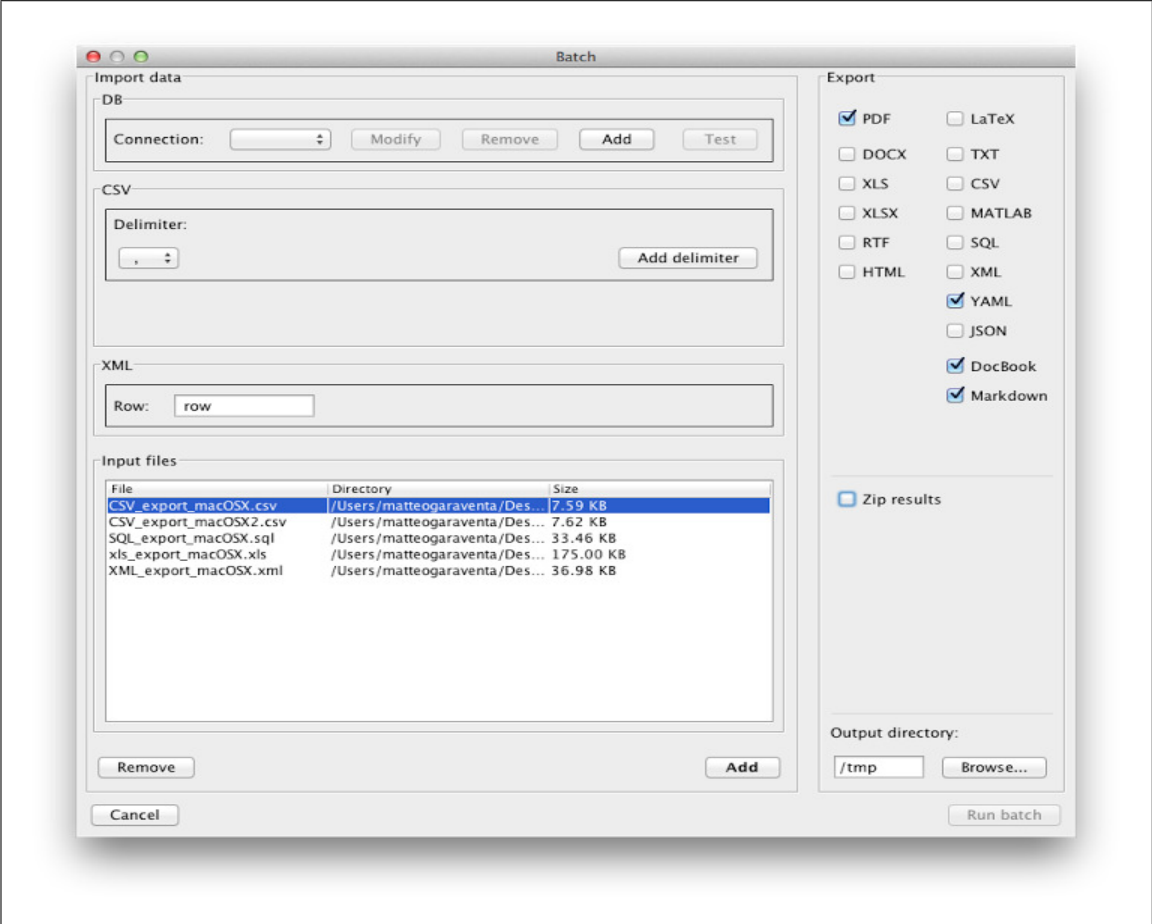 Batch
Import data
DB
Connection: Modify Remove Add Test
CSV
Delimiter:
, Add delimiter
XML
Row: row
Input files
File Directory Size
CSV_export_macOSX.csv /Users/matteogaraventa/Des... 7.59 KB
CSV_export_macOSX2.csv /Users/matteogaraventa/Des... 7.62 KB
SQL_export_macOSX.sql /Users/matteogaraventa/Des... 33.46 KB
xls_export_macOSX.xls /Users/matteogaraventa/Des... 175.00 KB
XML_export_macOSX.xml /Users/matteogaraventa/Des... 36.98 KB
Remove Add
Export
PDF LaTeX
DOCX TXT
XLS CSV
XLSX MATLAB
RTF SQL
HTML XML
YAML
JSON
DocBook
Markdown
Zip results
Output directory:
/tmp Browse...
Cancel Run batch